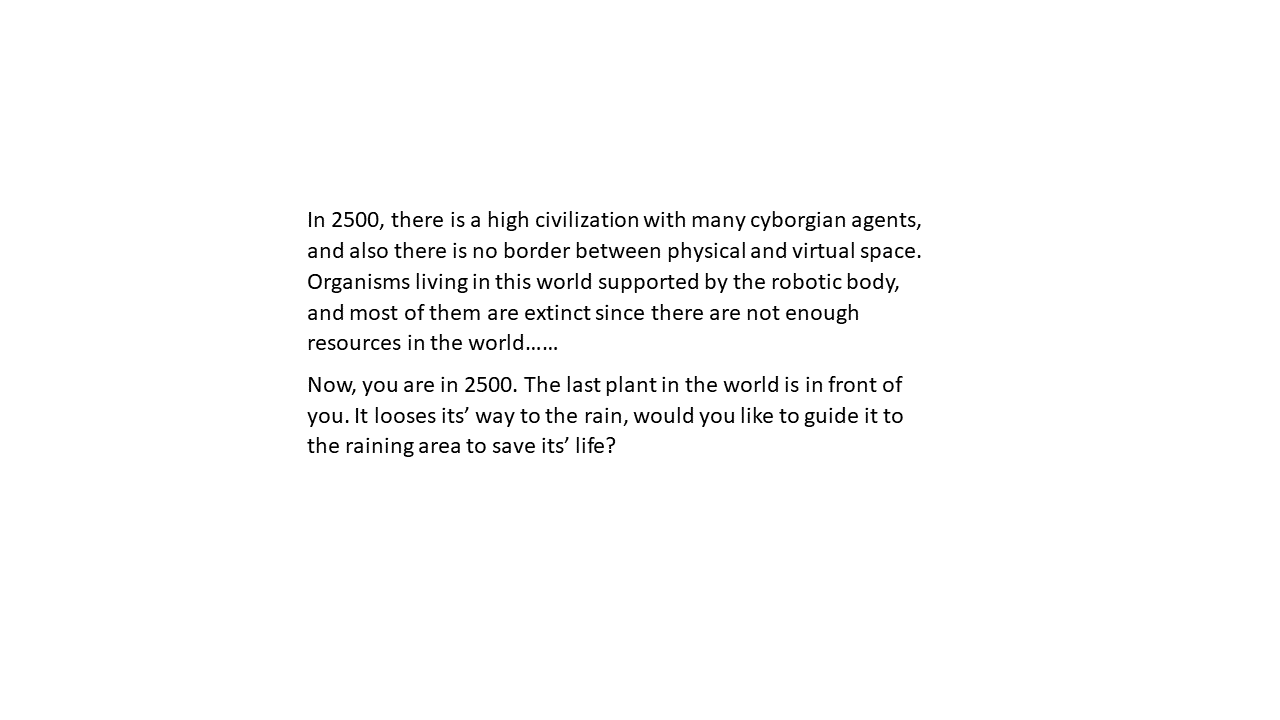 In 2500, there is a high civilization with many cyborgian agents,
and also there is no border between physical and virtual space.
Organisms living in this world supported by the robotic body,
and most of them are extinct since there are not enough
resources in the world……
Now, you are in 2500. The last plant in the world is in front of
you. It looses its’ way to the rain, would you like to guide it to
the raining area to save its’ life?